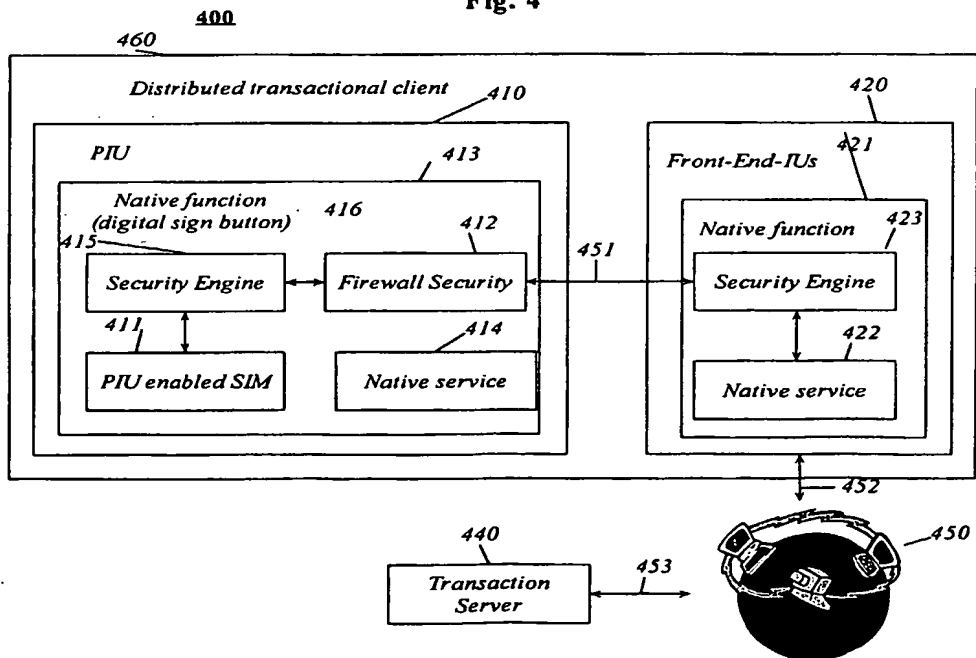 Fig. 4
400
460
Distributed transactional client
410
420
PIU
413
421
Front-End-IUs
Native function
(digital sign button)
416
412
415
Native function
423
451
Security Engine
Firewall Security
Security Engine
411
414
422
PIU enabled SIM
Native service
Native service
452
440
450
453
Transaction
Server